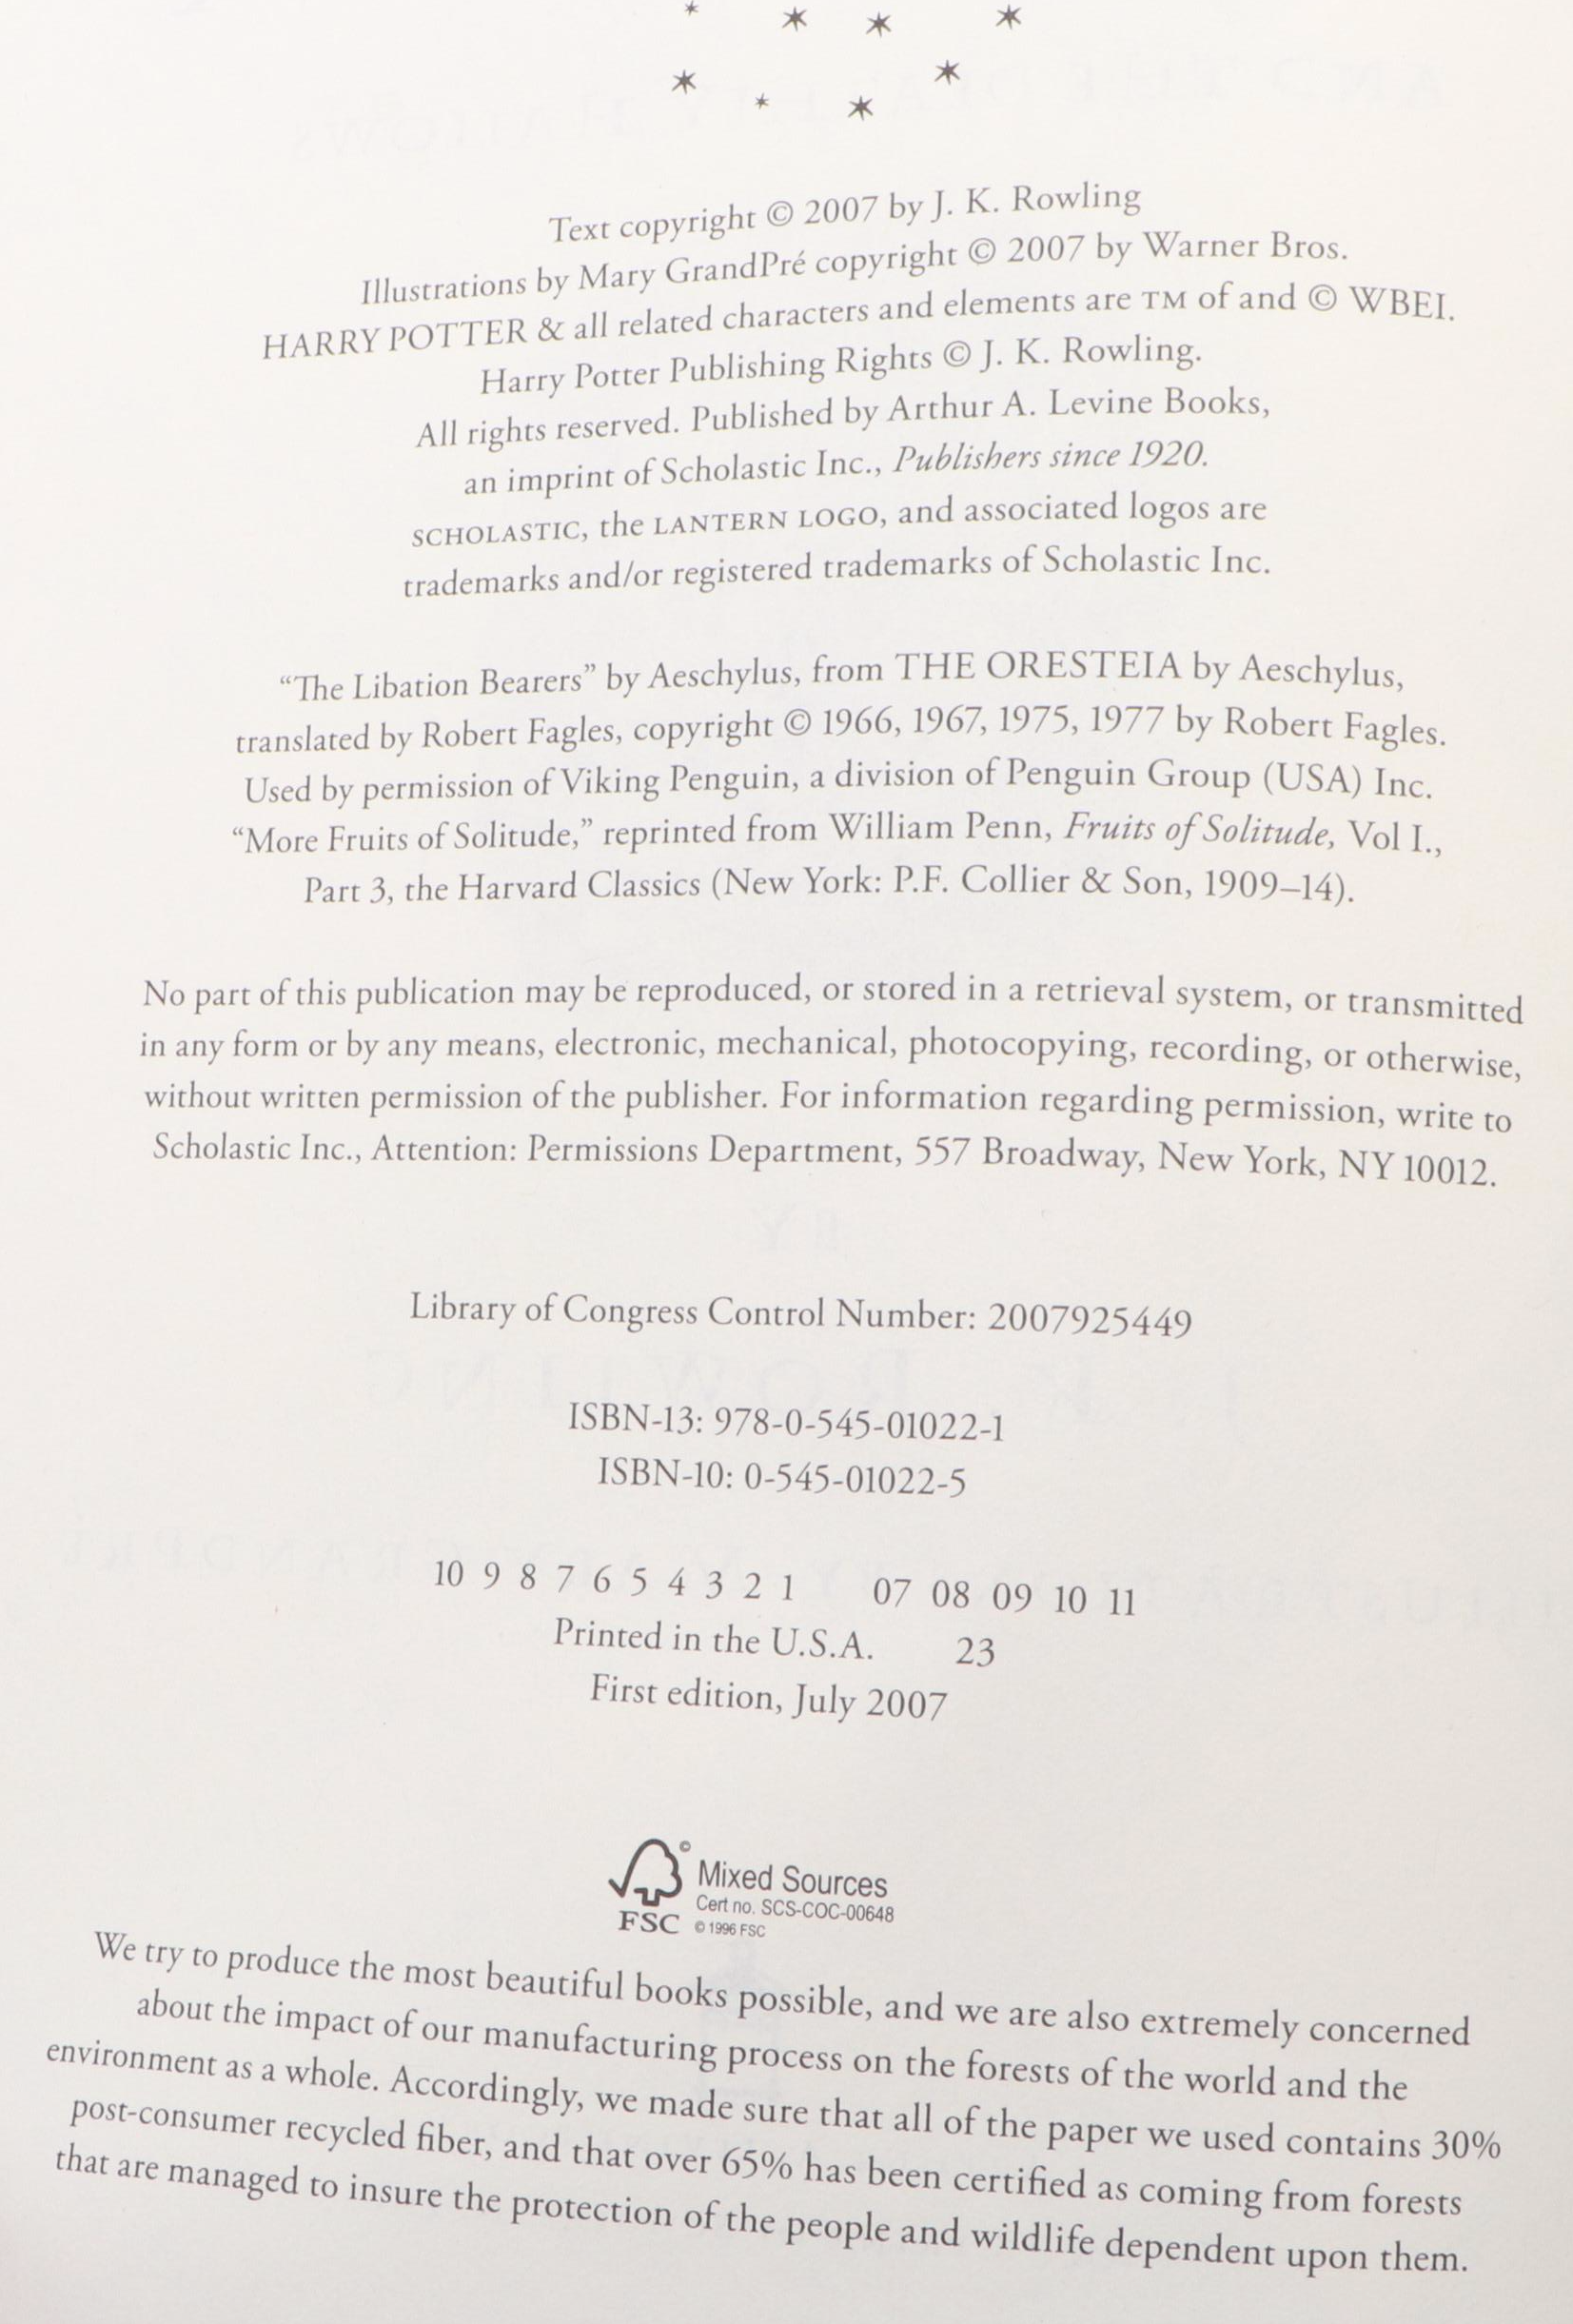 Text copyright © 2007 by J. K. Rowling
Illustrations by Mary GrandPré copyright © 2007 by Warner Bros.
HARRY POTTER & all related characters and elements are TM of and © WBEI.
Harry Potter Publishing Rights © J. K. Rowling.
All rights reserved. Published by Arthur A. Levine Books,
an imprint of Scholastic Inc., Publishers since 1920.
SCHOLASTIC, the LANTERN LOGO, and associated logos are
trademarks and/or registered trademarks of Scholastic Inc.
“The Libation Bearers” by Aeschylus, from THE ORESTEIA by Aeschylus,
translated by Robert Fagles, copyright © 1966, 1967, 1975, 1977 by Robert Fagles.
Used by permission of Viking Penguin, a division of Penguin Group (USA) Inc.
“More Fruits of Solitude,” reprinted from William Penn, Fruits of Solitude, Vol I.,
Part 3, the Harvard Classics (New York: P.F. Collier & Son, 1909–14).
No part of this publication may be reproduced, or stored in a retrieval system, or transmitted
in any form or by any means, electronic, mechanical, photocopying, recording, or otherwise,
without written permission of the publisher. For information regarding permission, write to
Scholastic Inc., Attention: Permissions Department, 557 Broadway, New York, NY 10012.
Library of Congress Control Number: 2007925449
ISBN-13: 978-0-545-01022-1
ISBN-10: 0-545-01022-5
10 9 8 7 6 5 4 3 2 1 07 08 09 10 11
Printed in the U.S.A. 23
First edition, July 2007
© Mixed Sources
Cert no. SCS-COC-00648
FSC © 1996 FSC
We try to produce the most beautiful books possible, and we are also extremely concerned
about the impact of our manufacturing process on the forests of the world and the
environment as a whole. Accordingly, we made sure that all of the paper we used contains 30%
post-consumer recycled fiber, and that over 65% has been certified as coming from forests
that are managed to insure the protection of the people and wildlife dependent upon them.